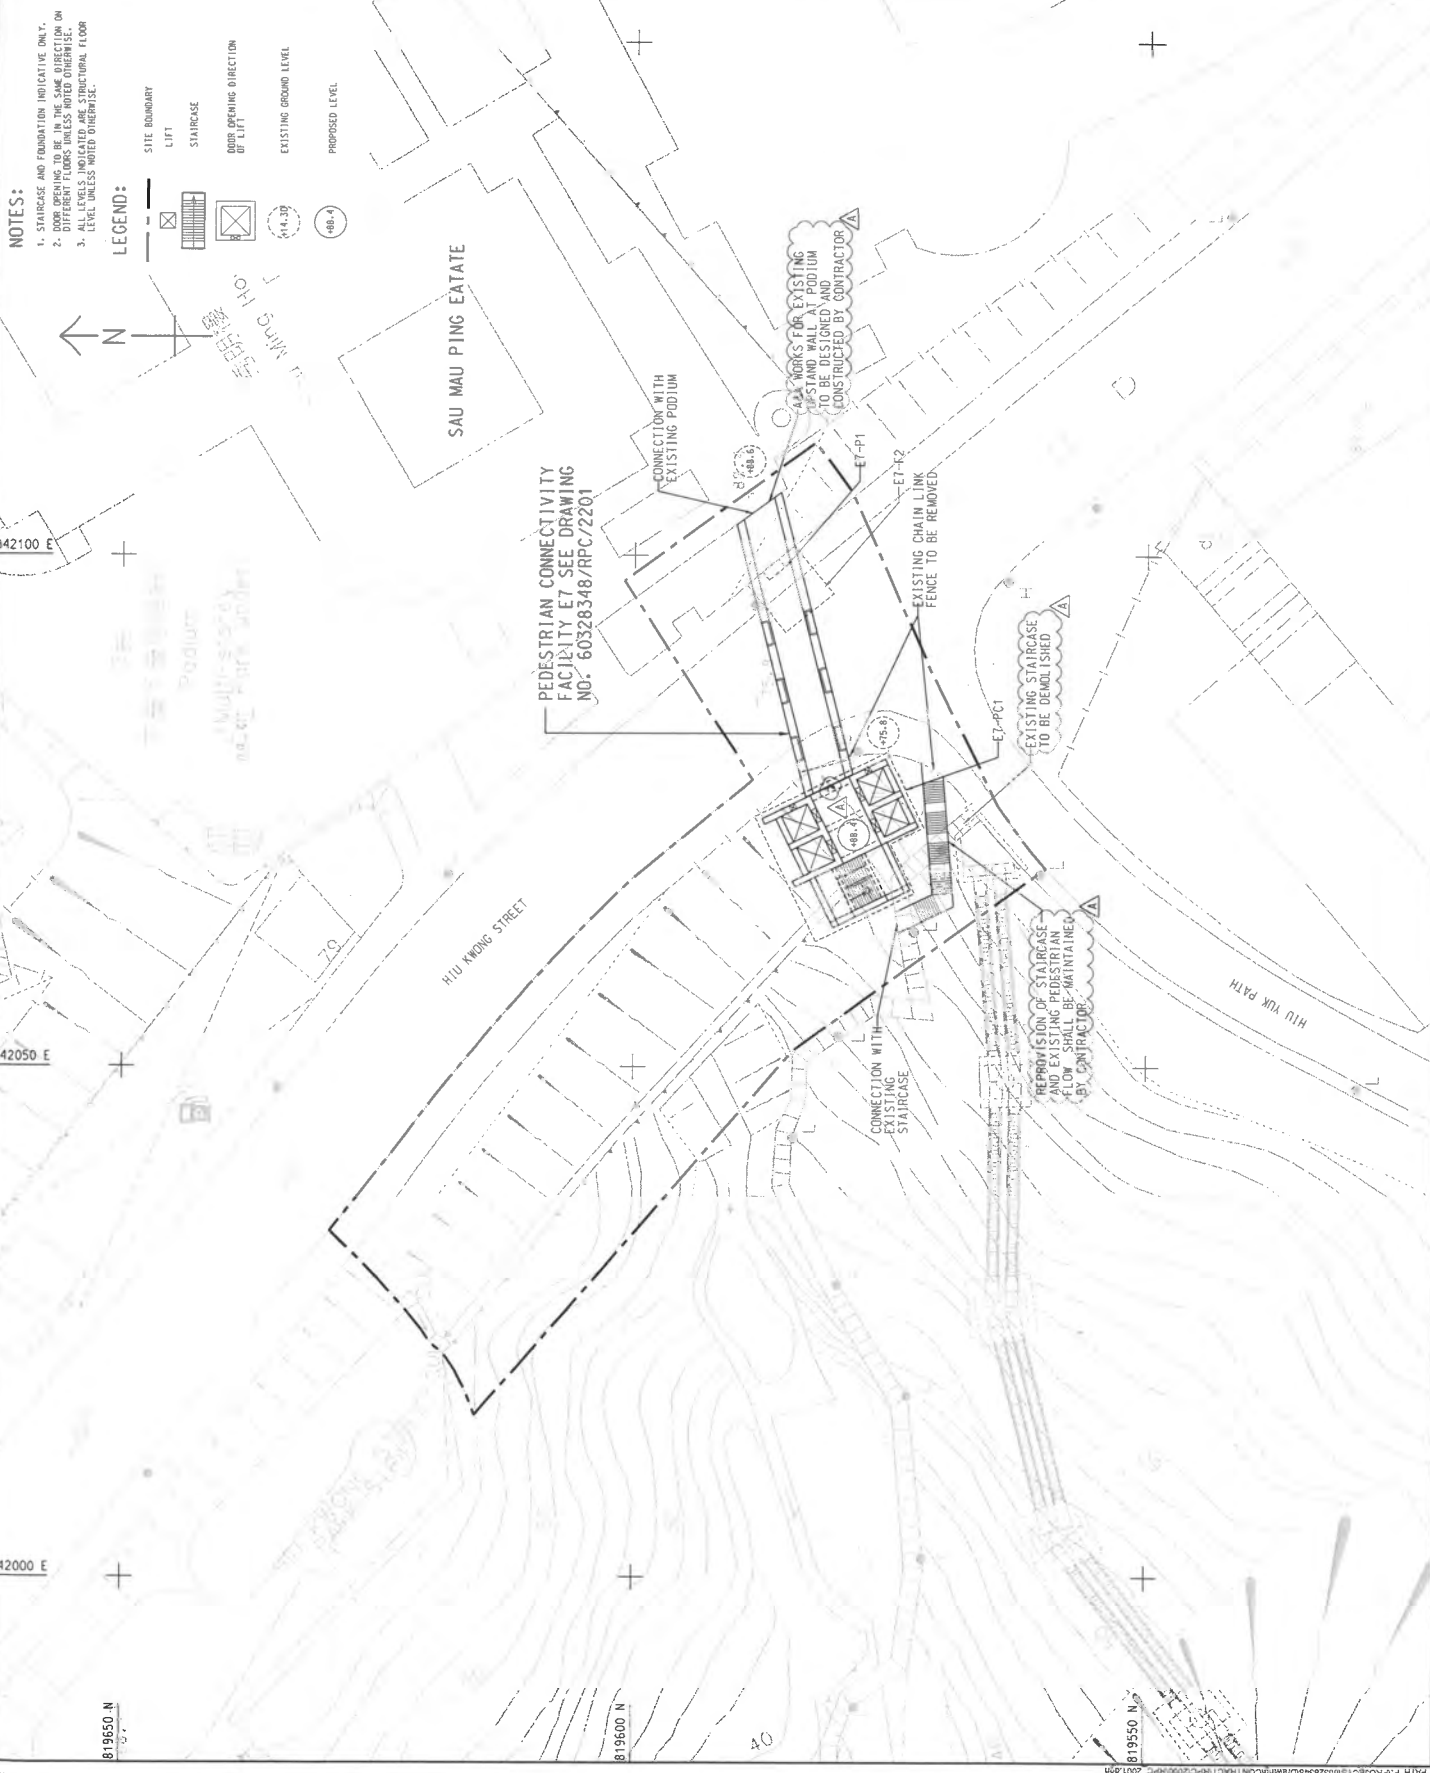 NOTES:
1. STAIRCASE AND FOUNDATION INDICATIVE ONLY.
2. DOOR OPENING TO BE IN THE SAME DIRECTION ON
DIFFERENT FLOORS UNLESS NOTED OTHERWISE.
3. ALL LEVELS INDICATED ARE STRUCTURAL FLOOR
LEVEL UNLESS NOTED OTHERWISE.
LEGEND:
SITE BOUNDARY
LIFT
STAIRCASE
DOOR OPENING DIRECTION
OF LIFT
+14.30
EXISTING GROUND LEVEL
+88.4
PROPOSED LEVEL
N
Ming Ho
SAU MAU PING EATATE
PEDESTRIAN CONNECTIVITY
FACILITY E7 SEE DRAWING
NO. 60328348/RPC/2201
CONNECTION WITH
EXISTING PODIUM
+88.6
WORKS FOR EXISTING
UPSTAND WALL AT PODIUM
TO BE DESIGNED AND
CONSTRUCTED BY CONTRACTOR
A
E7-P1
E7-P2
EXISTING CHAIN LINK
FENCE TO BE REMOVED
+75.8
E7-PC1
EXISTING STAIRCASE
TO BE DEMOLISHED
A
+88.4
A
REPROVISION OF STAIRCASE
AND EXISTING PEDESTRIAN
FLOW SHALL BE MAINTAINED
BY CONTRACTOR
A
CONNECTION WITH
EXISTING
STAIRCASE
HIU KWONG STREET
HIU YUK PATH
Podium
79
40
42100 E
42050 E
42000 E
819650 N
819600 N
819550 N